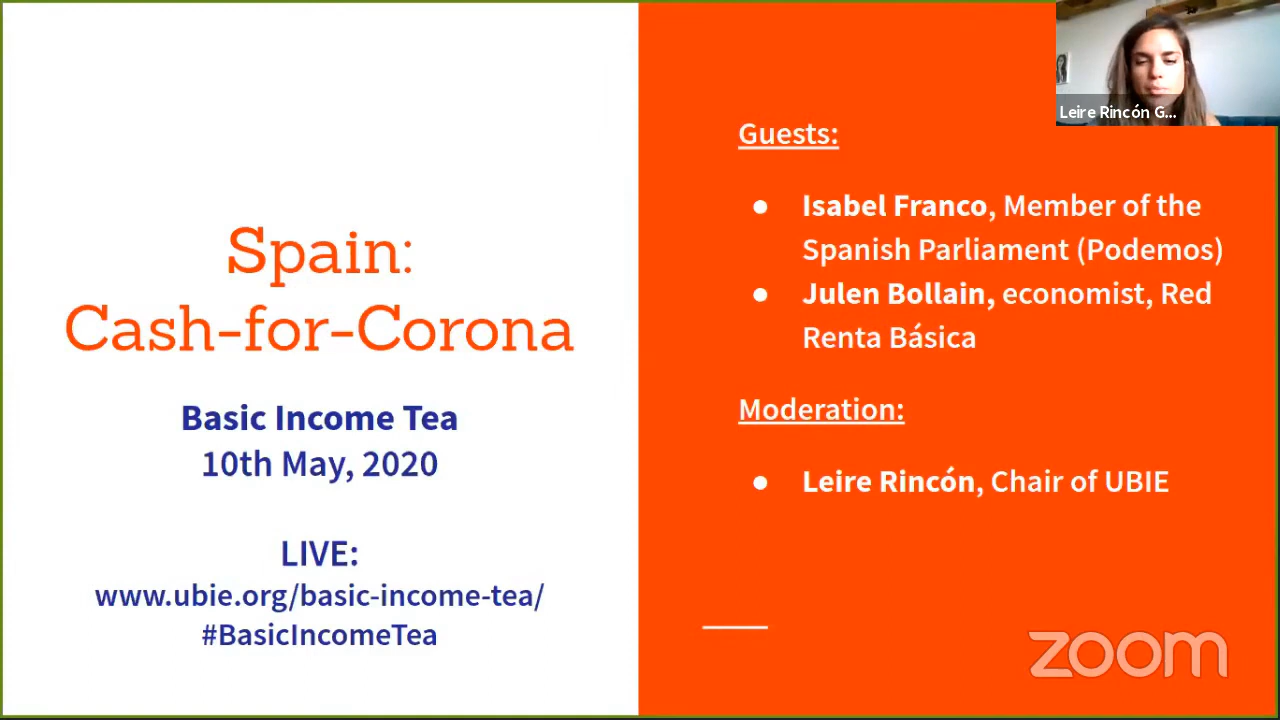 Spain:
Cash-for-Corona
Basic Income Tea
10th May, 2020
LIVE:
www.ubie.org/basic-income-tea/
#BasicIncomeTea
Leire Rincón G...
Guests:
● Isabel Franco, Member of the
Spanish Parliament (Podemos)
● Julen Bollain, economist, Red
Renta Básica
Moderation:
● Leire Rincón, Chair of UBIE
zoom